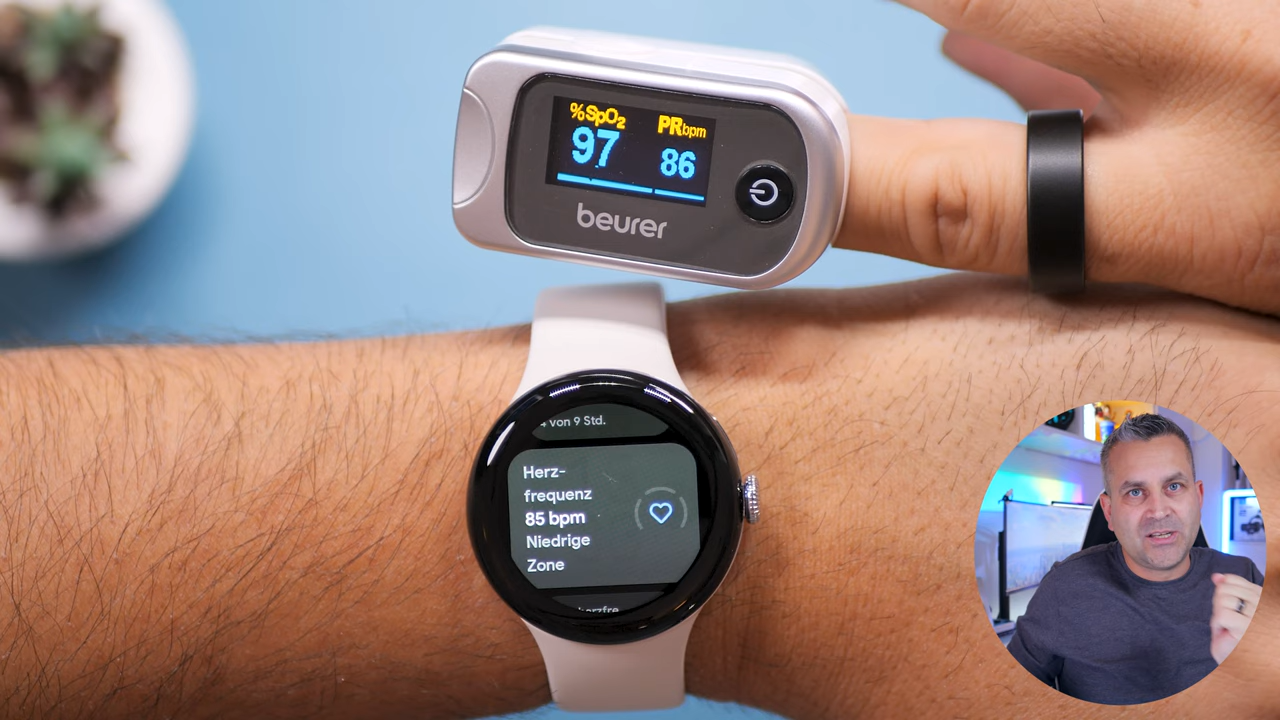 %SpO₂ PRbpm
97 86
beurer
4 von 9 Std.
Herz-
frequenz
85 bpm
Niedrige
Zone